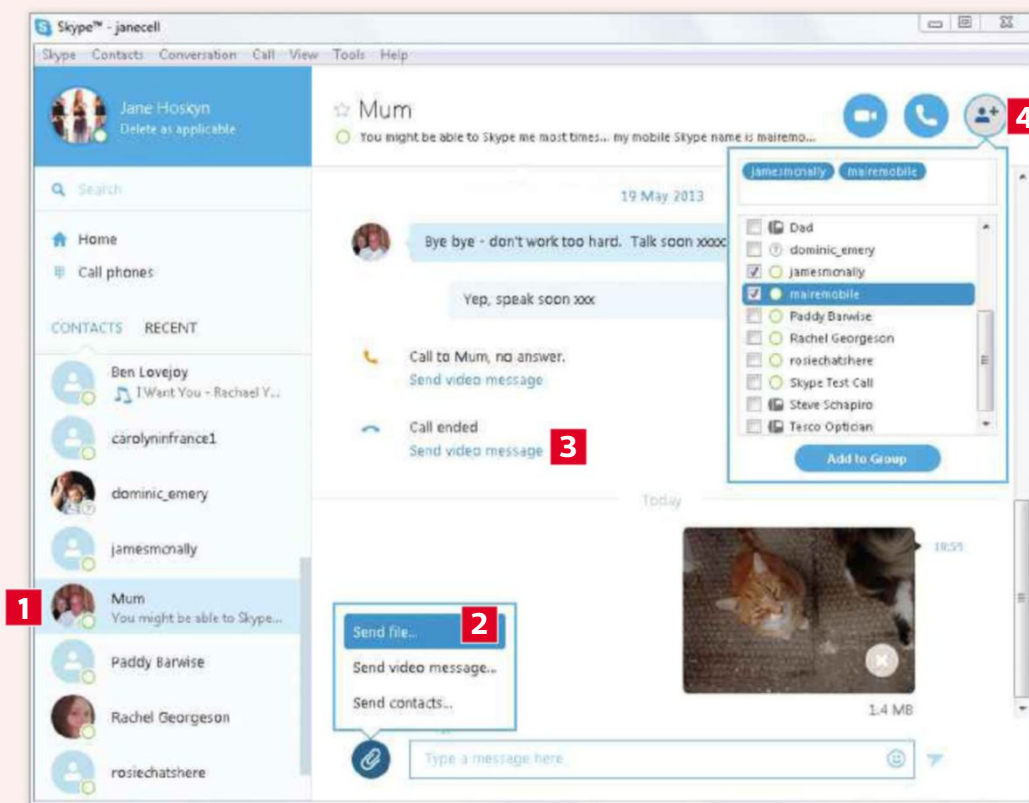 Skype™ - janecell
Skype Contacts Conversation Call View Tools Help
Jane Hoskyn
Delete as applicable
Search
Home
Call phones
CONTACTS RECENT
Ben Lovejoy
I Want You - Rachael Y...
carolyninfrance1
dominic_emery
jamesmcnally
1
Mum
You might be able to Skype...
Paddy Barwise
Rachel Georgeson
rosiechatshere
Mum
You might be able to Skype me most times... my mobile Skype name is mairemo...
4
jamesmcnally mairemobile
Dad
dominic_emery
jamesmcnally
mairemobile
Paddy Barwise
Rachel Georgeson
rosiechatshere
Skype Test Call
Steve Schapiro
Tesco Optician
Add to Group
19 May 2013
Bye bye - don't work too hard. Talk soon xxxx
Yep, speak soon xxx
Call to Mum, no answer.
Send video message
Call ended
Send video message
3
Today
18:55
1.4 MB
Send file...
2
Send video message...
Send contacts...
Type a message here